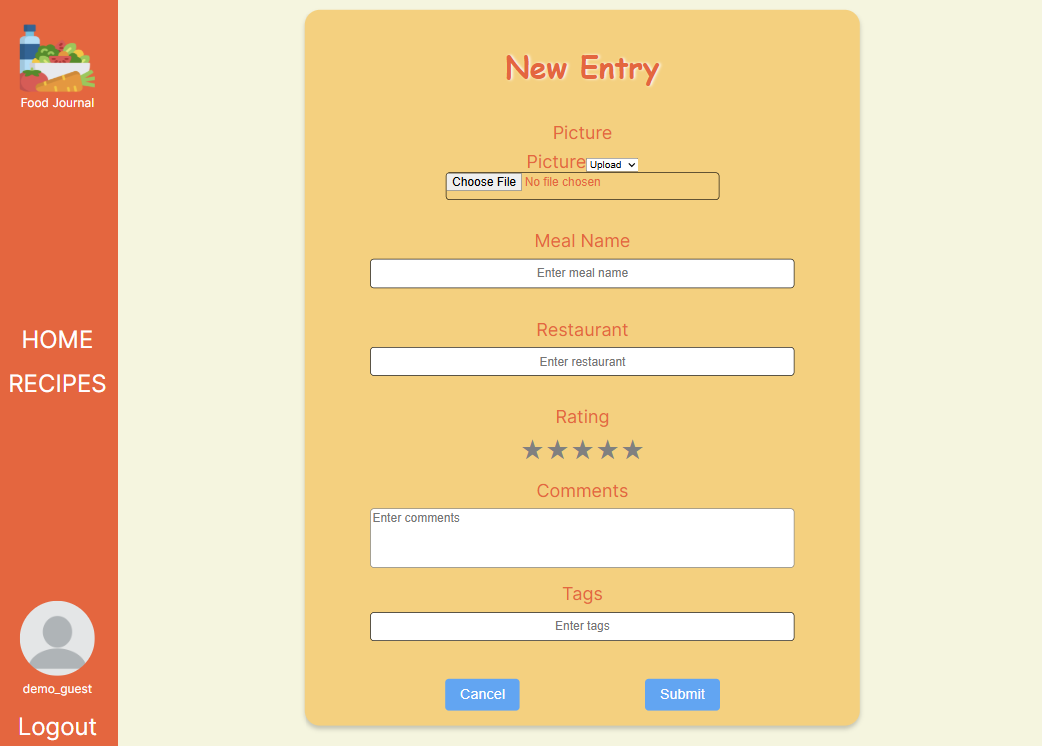 Food Journal
HOME
RECIPES
demo_guest
Logout
New Entry
Picture
Picture Upload
Choose File No file chosen
Meal Name
Enter meal name
Restaurant
Enter restaurant
Rating
★★★★★
Comments
Enter comments
Tags
Enter tags
Cancel Submit